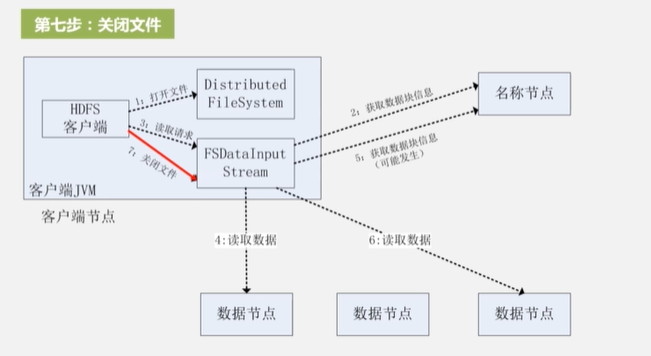 第七步：关闭文件
Distributed
FileSystem
HDFS
客户端
1：打开文件
2：获取数据块信息
名称节点
3：读取请求
FSDataInput
Stream
5：获取数据块信息
（可能发生）
7：关闭文件
客户端JVM
客户端节点
4:读取数据
6:读取数据
数据节点
数据节点
数据节点